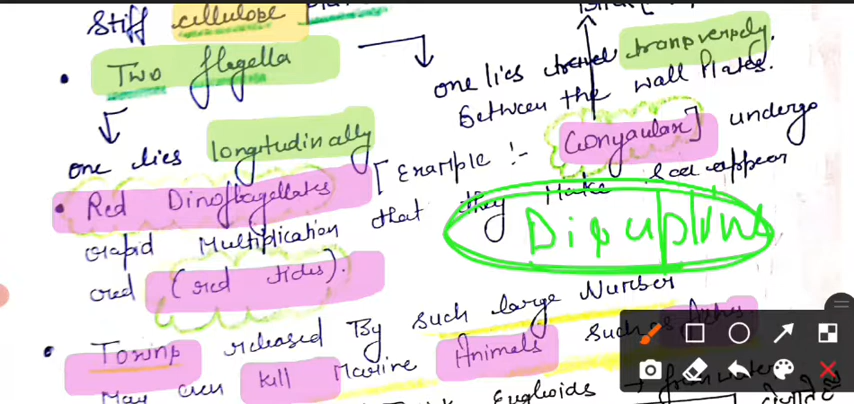 Stiff cellulose
• Two flagella
one lies transversely.
between the wall Plates.
one lies longitudinally
• Red Dinoflagellates [Example :- Gonyaulax] undergo
rapid Multiplication that they Make Sea appear
red (red tides).
• Toxins released By such large Number
May even kill Marine Animals such as fishes.
Euglenoids → freshwater